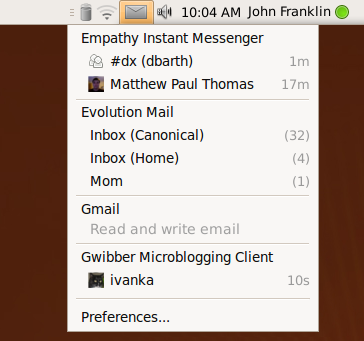 10:04 AM John Franklin
Empathy Instant Messenger
#dx (dbarth) 1m
Matthew Paul Thomas 17m
Evolution Mail
Inbox (Canonical) (32)
Inbox (Home) (4)
Mom (1)
Gmail
Read and write email
Gwibber Microblogging Client
ivanka 10s
Preferences...